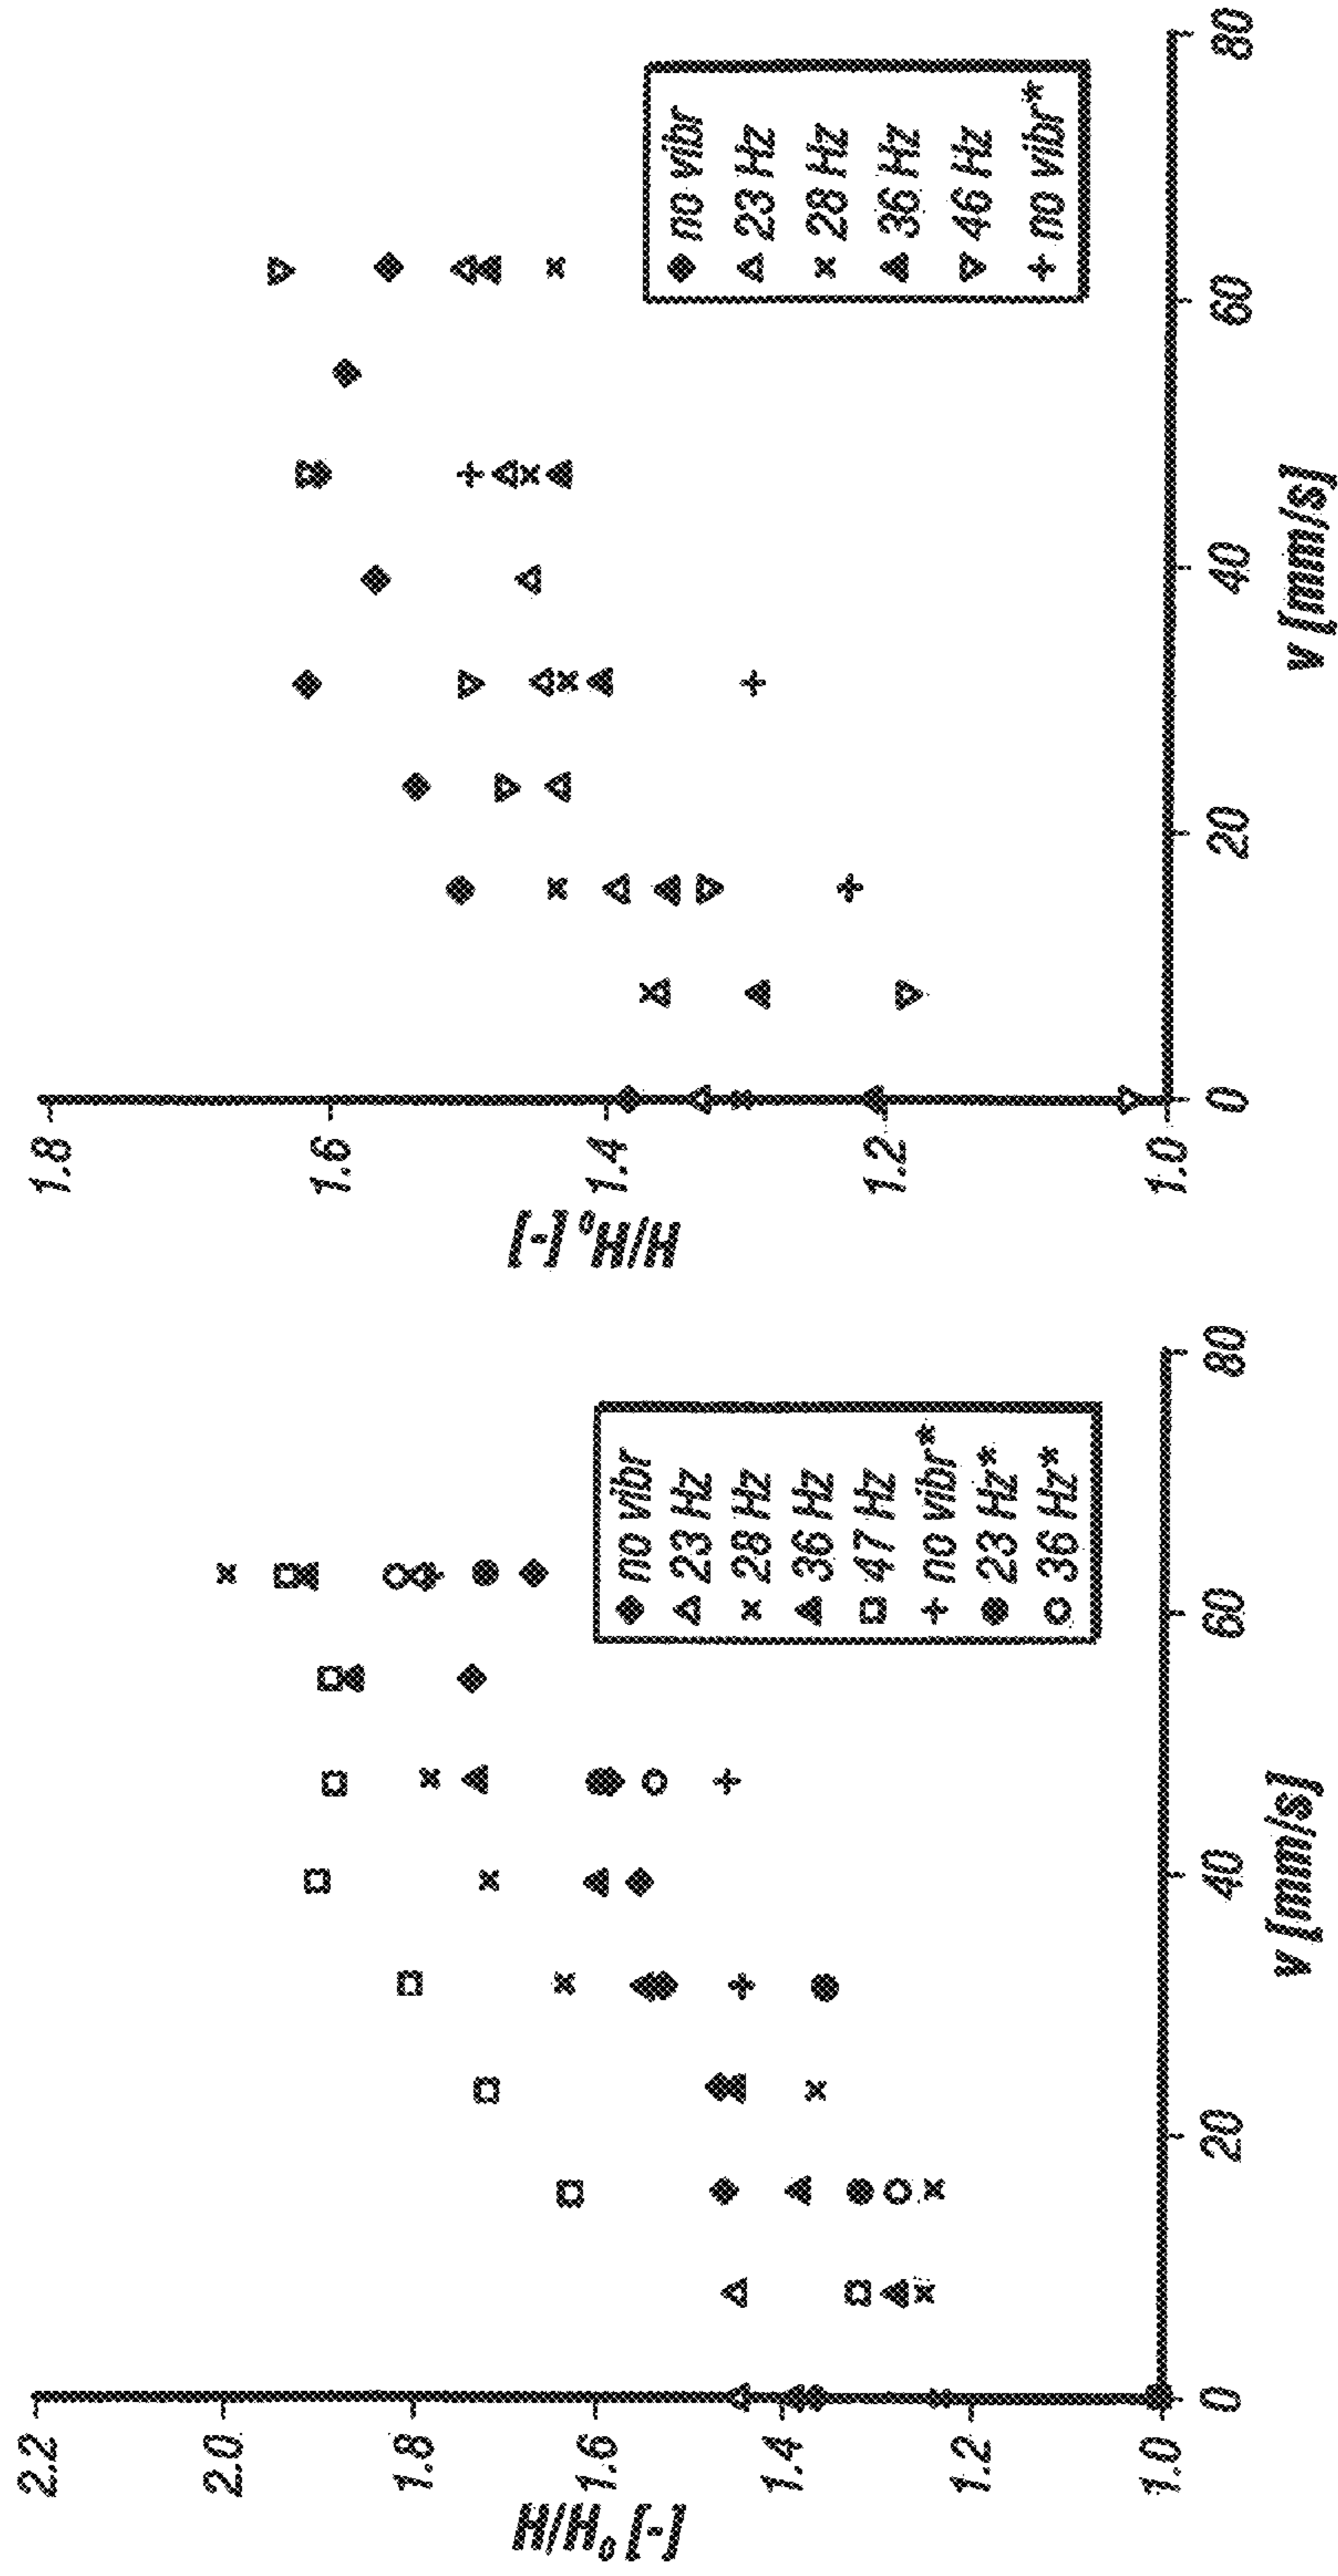 H/H₀ [-]
2.2
2.0
1.8
1.6
1.4
1.2
1.0
0
20
40
60
80
v [mm/s]
no vibr
23 Hz
28 Hz
36 Hz
47 Hz
no vibr*
23 Hz*
36 Hz*
H/H₀ [-]
1.8
1.6
1.4
1.2
1.0
0
20
40
60
80
v [mm/s]
no vibr
23 Hz
28 Hz
36 Hz
46 Hz
no vibr*